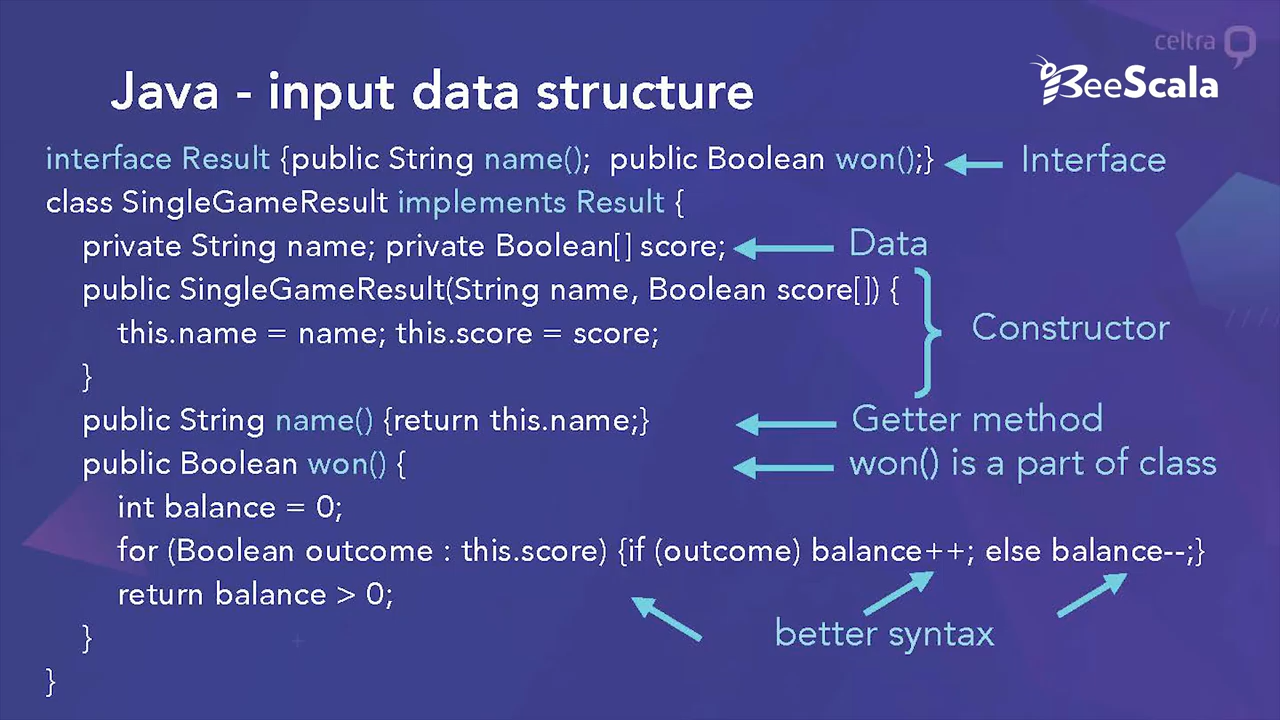 celtra
BeeScala
Java - input data structure
interface Result {public String name();  public Boolean won();} Interface
class SingleGameResult implements Result {
private String name; private Boolean[] score; Data
public SingleGameResult(String name, Boolean score[]) {
this.name = name; this.score = score; Constructor
}
public String name() {return this.name;} Getter method
public Boolean won() { won() is a part of class
int balance = 0;
for (Boolean outcome : this.score) {if (outcome) balance++; else balance--;}
return balance > 0;
} better syntax
}